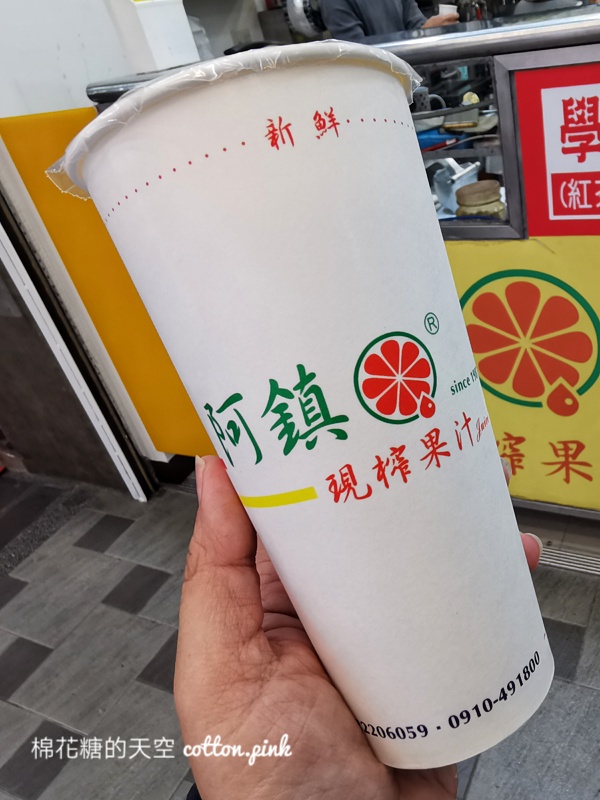 新鮮
®
阿鎮
since 19
現榨果汁 Juice
2206059・0910-491800
學
(紅
榨果
棉花糖的天空 cotton.pink